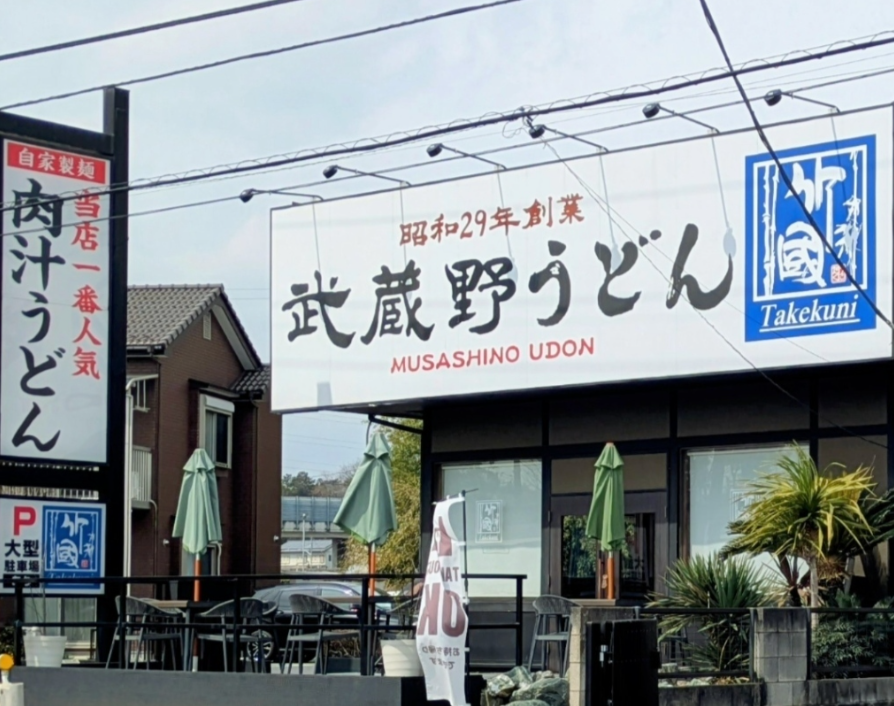 自家製麺
当店一番人気
肉汁うどん
P
大型
駐車場
竹國
昭和29年創業
武蔵野うどん
MUSASHINO UDON
竹國
Takekuni
OK